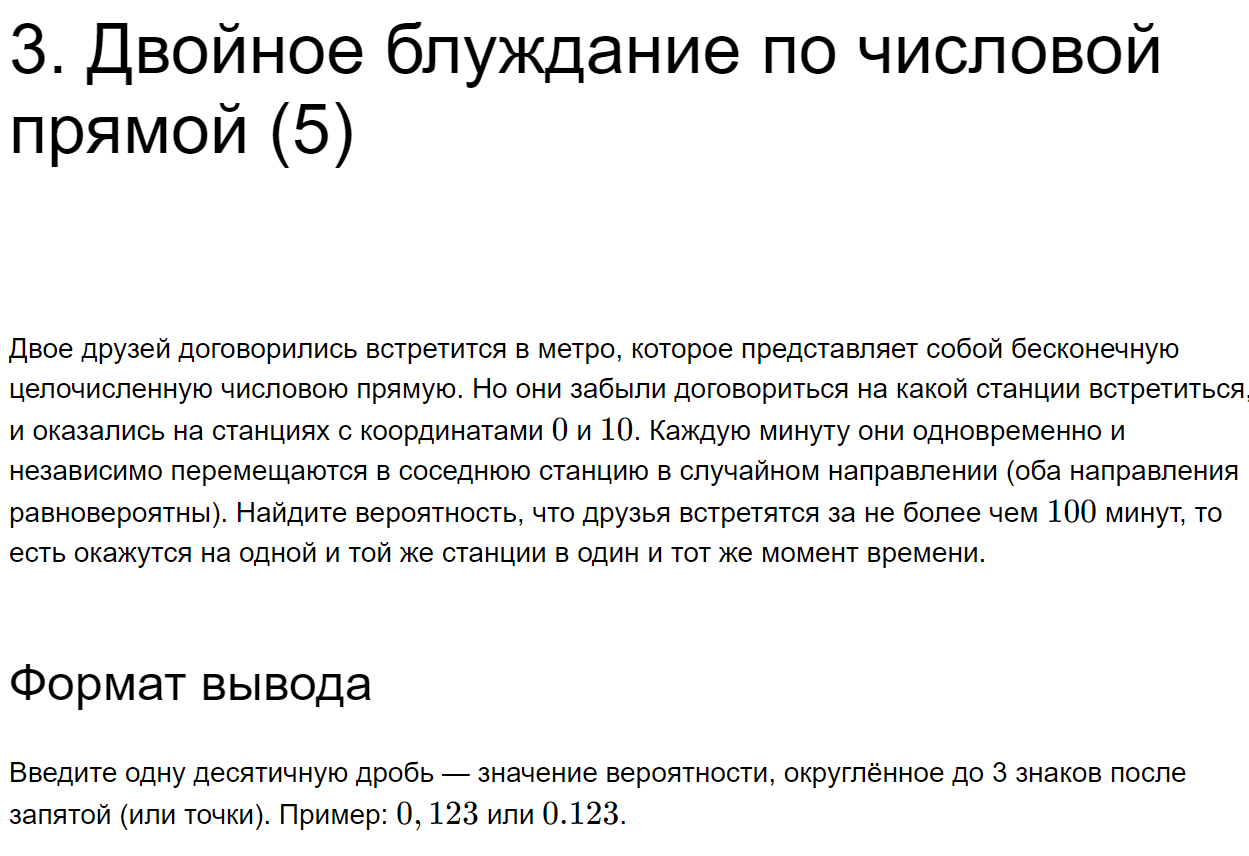 3. Двойное блуждание по числовой
прямой (5)
Двое друзей договорились встретится в метро, которое представляет собой бесконечную
целочисленную числовою прямую. Но они забыли договориться на какой станции встретиться,
и оказались на станциях с координатами 0 и 10. Каждую минуту они одновременно и
независимо перемещаются в соседнюю станцию в случайном направлении (оба направления
равновероятны). Найдите вероятность, что друзья встретятся за не более чем 100 минут, то
есть окажутся на одной и той же станции в один и тот же момент времени.
Формат вывода
Введите одну десятичную дробь — значение вероятности, округлённое до 3 знаков после
запятой (или точки). Пример: 0, 123 или 0.123.